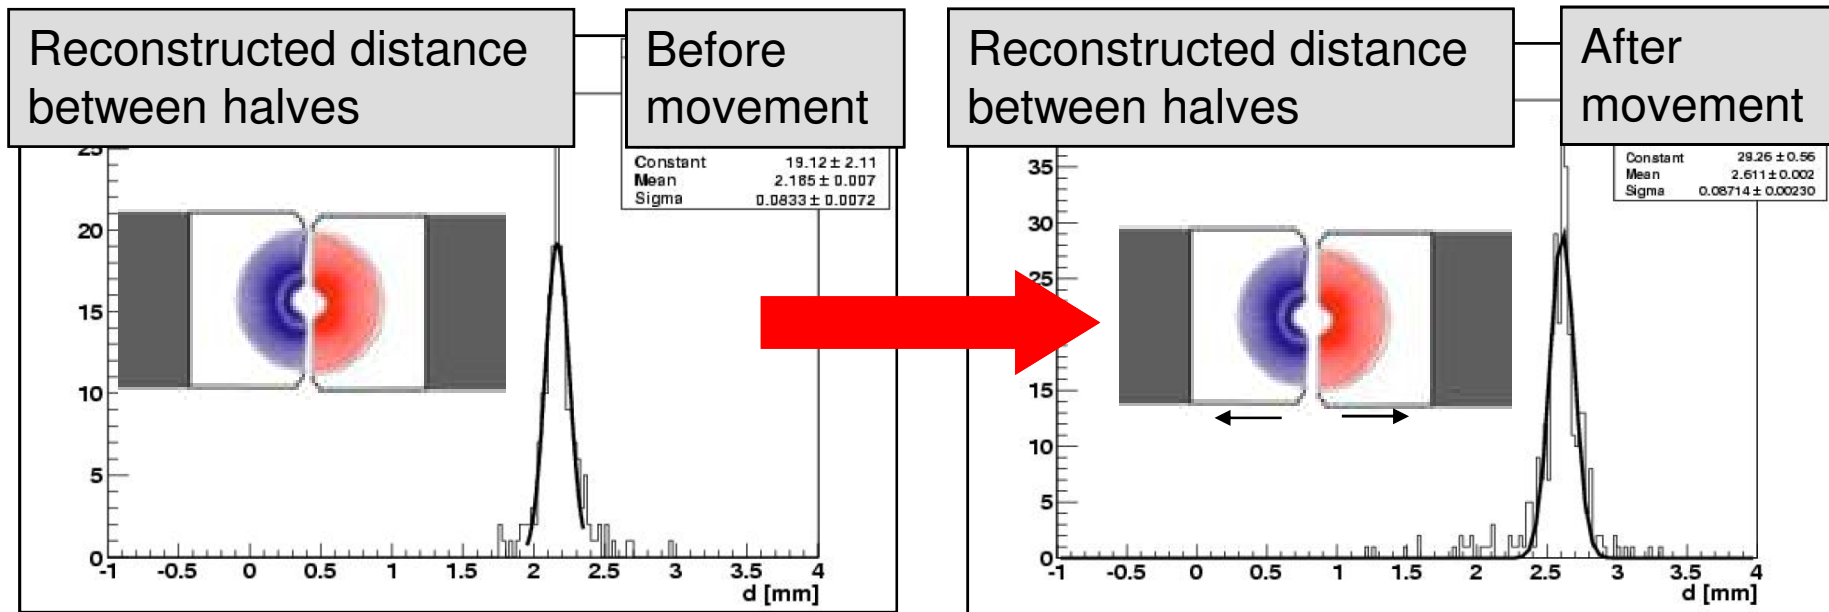 Reconstructed distance
between halves
Before
movement
Constant 19.12 ± 2.11
Mean 2.165 ± 0.007
Sigma 0.0833 ± 0.0072
25
20
15
10
5
0
-1 -0.5 0 0.5 1 1.5 2 2.5 3 3.5 4
d [mm]
Reconstructed distance
between halves
After
movement
Constant 29.26 ± 0.56
Mean 2.611 ± 0.002
Sigma 0.08714 ± 0.00230
35
30
25
20
15
10
5
0
-1 -0.5 0 0.5 1 1.5 2 2.5 3 3.5 4
d [mm]